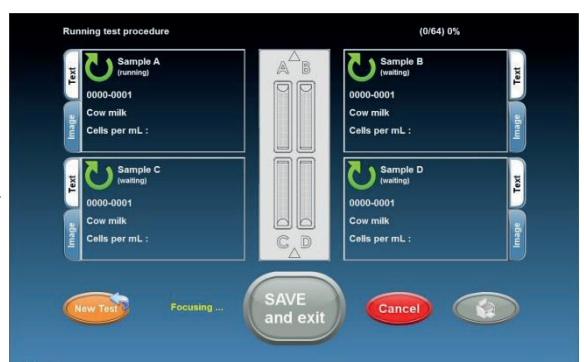 Running test procedure
(0/64) 0%
Text
Image
Sample A
(running)
0000-0001
Cow milk
Cells per mL :
A B
Sample B
(waiting)
0000-0001
Cow milk
Cells per mL :
Text
Image
Text
Image
Sample C
(waiting)
0000-0001
Cow milk
Cells per mL :
C D
Sample D
(waiting)
0000-0001
Cow milk
Cells per mL :
Text
Image
New Test
Focusing ...
SAVE
and exit
Cancel